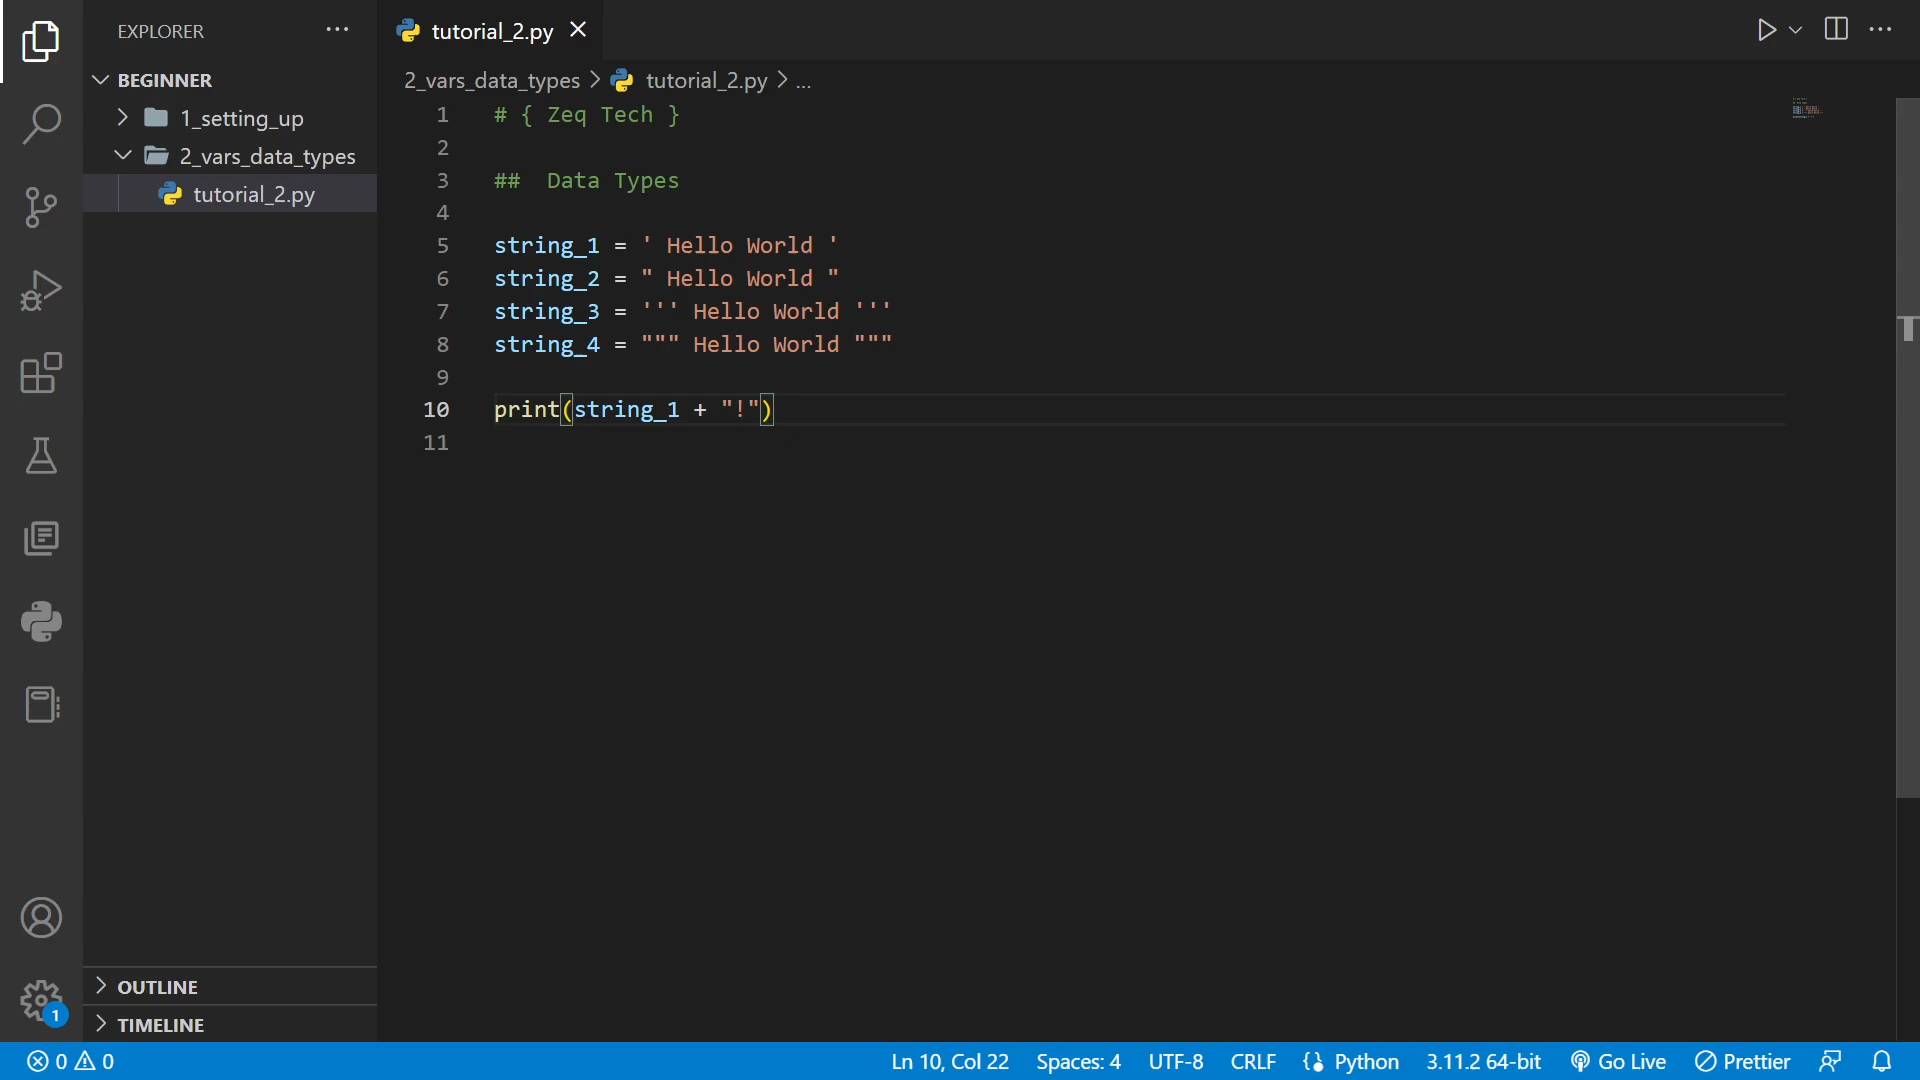 EXPLORER
BEGINNER
1_setting_up
2_vars_data_types
tutorial_2.py
OUTLINE
TIMELINE
1
tutorial_2.py
2_vars_data_types > tutorial_2.py > ...
1 # { Zeq Tech }
2
3 ##  Data Types
4
5 string_1 = ' Hello World '
6 string_2 = " Hello World "
7 string_3 = ''' Hello World '''
8 string_4 = """ Hello World """
9
10 print(string_1 + "!")
11
0 0 Ln 10, Col 22 Spaces: 4 UTF-8 CRLF Python 3.11.2 64-bit Go Live Prettier